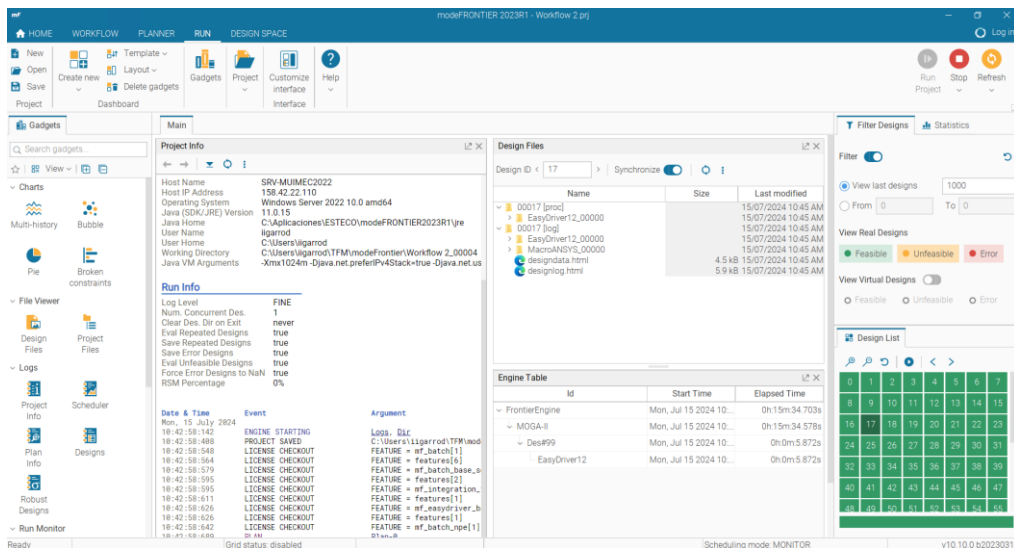 mF modeFRONTIER 2023R1 - Workflow 2.prj
HOME WORKFLOW PLANNER RUN DESIGN SPACE Log in
New
Open
Save
Project
Create new
Template
Layout
Delete gadgets
Dashboard
Gadgets
Project
Customize
interface
Interface
Help
Run
Project
Stop
Refresh
Gadgets
Search gadgets...
View
Charts
Multi-history Bubble
Pie Broken
constraints
File Viewer
Design
Files
Project
Files
Logs
Project
Info
Scheduler
Plan
Info
Designs
Robust
Designs
Run Monitor
Main
Project Info
Host Name SRV-MUIMEC2022
Host IP Address 158.42.22.110
Operating System Windows Server 2022 10.0 amd64
Java (SDK/JRE) Version 11.0.15
Java Home C:\Aplicaciones\ESTECO\modeFRONTIER2023R1\jre
User Name iigarrod
User Home C:\Users\iigarrod
Working Directory C:\Users\iigarrod\TFM\modeFrontier\Workflow 2_00004
Java VM Arguments -Xmx1024m -Djava.net.preferIPv4Stack=true -Djava.net.us
Run Info
Log Level FINE
Num. Concurrent Des. 1
Clear Des. Dir on Exit never
Eval Repeated Designs true
Save Repeated Designs true
Save Error Designs true
Eval Unfeasible Designs true
Force Error Designs to NaN true
RSM Percentage 0%
Date & Time Event Argument
Mon, 15 July 2024
10:42:58:142 ENGINE STARTING Logs, Dir
10:42:58:408 PROJECT SAVED C:\Users\iigarrod\TFM\mod
10:42:58:548 LICENSE CHECKOUT FEATURE = mf_batch[1]
10:42:58:564 LICENSE CHECKOUT FEATURE = features[6]
10:42:58:579 LICENSE CHECKOUT FEATURE = mf_batch_base_s
10:42:58:595 LICENSE CHECKOUT FEATURE = features[2]
10:42:58:595 LICENSE CHECKOUT FEATURE = mf_integration_
10:42:58:611 LICENSE CHECKOUT FEATURE = features[1]
10:42:58:626 LICENSE CHECKOUT FEATURE = mf_easydriver_b
10:42:58:626 LICENSE CHECKOUT FEATURE = features[1]
10:42:58:642 LICENSE CHECKOUT FEATURE = mf_batch_npe[1]
10:42:58:689 PLAN Plan-0
Design Files
Design ID < 17 > Synchronize
Name Size Last modified
00017 [proc] 15/07/2024 10:45 AM
EasyDriver12_00000 15/07/2024 10:45 AM
00017 [log] 15/07/2024 10:45 AM
EasyDriver12_00000 15/07/2024 10:45 AM
MacrosANSYS_00000 15/07/2024 10:45 AM
designdata.html 4.5 kB 15/07/2024 10:45 AM
designlog.html 5.9 kB 15/07/2024 10:45 AM
Engine Table
Id Start Time Elapsed Time
FrontierEngine Mon, Jul 15 2024 10:... 0h:15m:34.703s
MOGA-II Mon, Jul 15 2024 10:... 0h:15m:34.578s
Des#99 Mon, Jul 15 2024 10:... 0h:0m:5.872s
EasyDriver12 Mon, Jul 15 2024 10:... 0h:0m:5.872s
Filter Designs Statistics
Filter
View last designs 1000
From 0 To 0
View Real Designs
Feasible Unfeasible Error
View Virtual Designs
Feasible Unfeasible Error
Design List
0 1 2 3 4 5 6 7
8 9 10 11 12 13 14 15
16 17 18 19 20 21 22 23
24 25 26 27 28 29 30 31
32 33 34 35 36 37 38 39
40 41 42 43 44 45 46 47
48 49 50 51 52 53 54 55
Ready Grid status: disabled Scheduling mode: MONITOR v10.10.0 b2023031